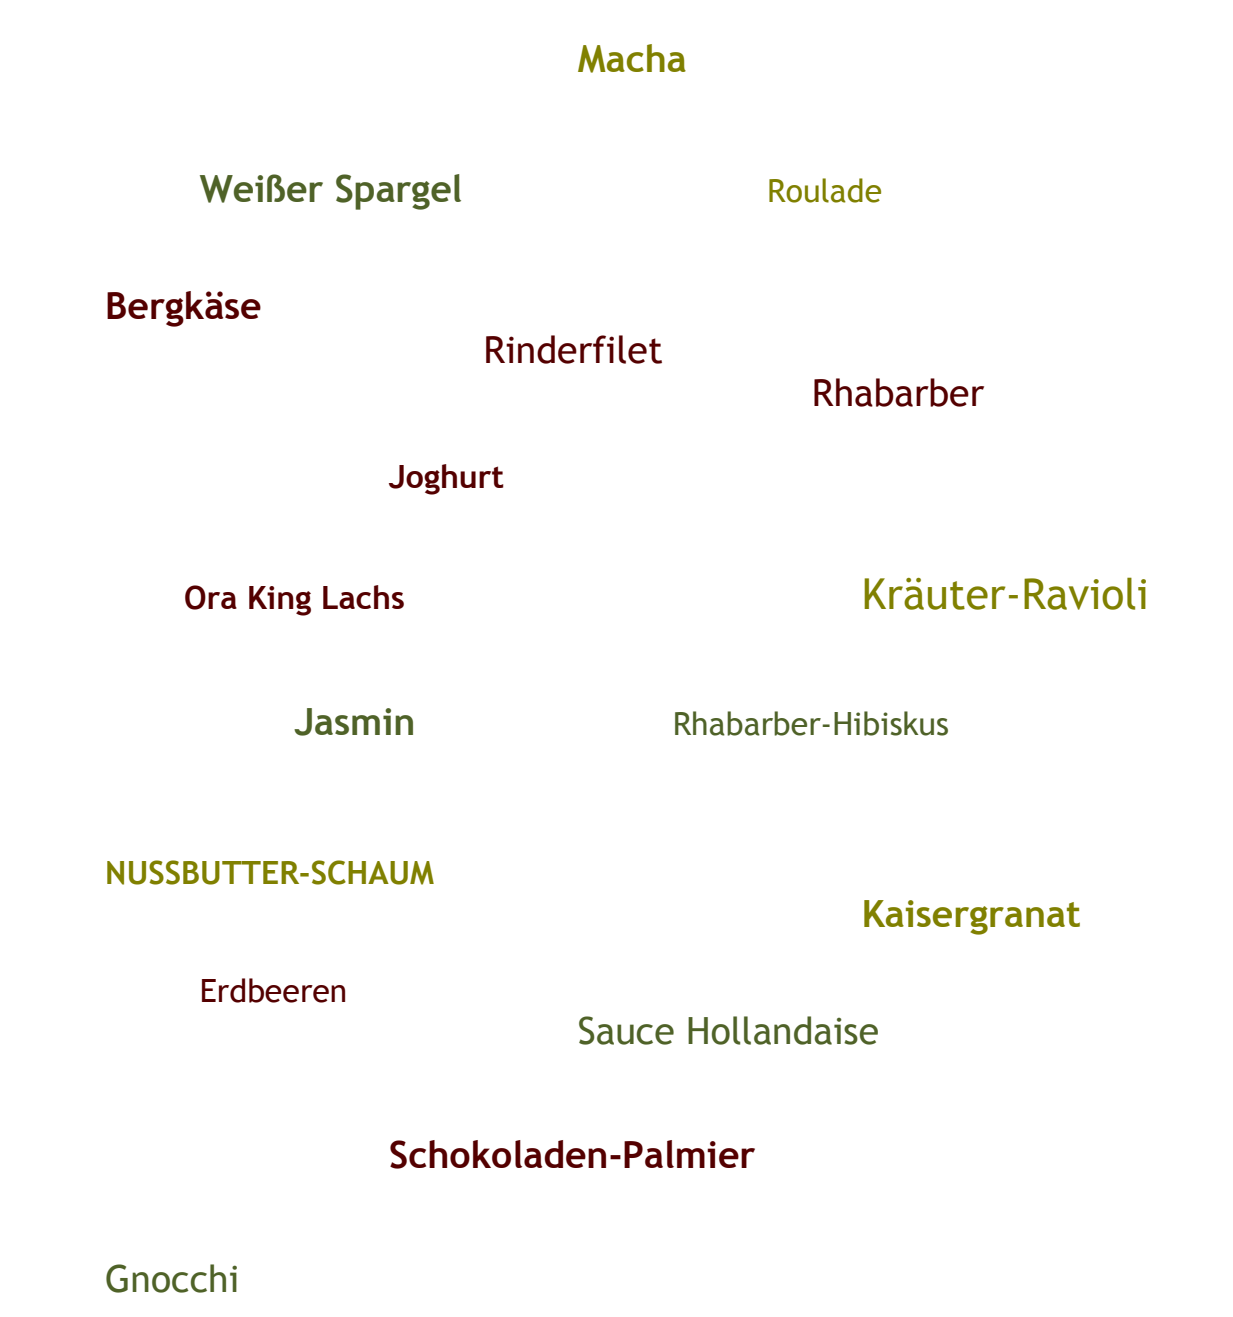 Macha
Weißer Spargel Roulade
Bergkäse
Rinderfilet
Rhabarber
Joghurt
Ora King Lachs Kräuter-Ravioli
Jasmin Rhabarber-Hibiskus
NUSSBUTTER-SCHAUM
Kaisergranat
Erdbeeren
Sauce Hollandaise
Schokoladen-Palmier
Gnocchi